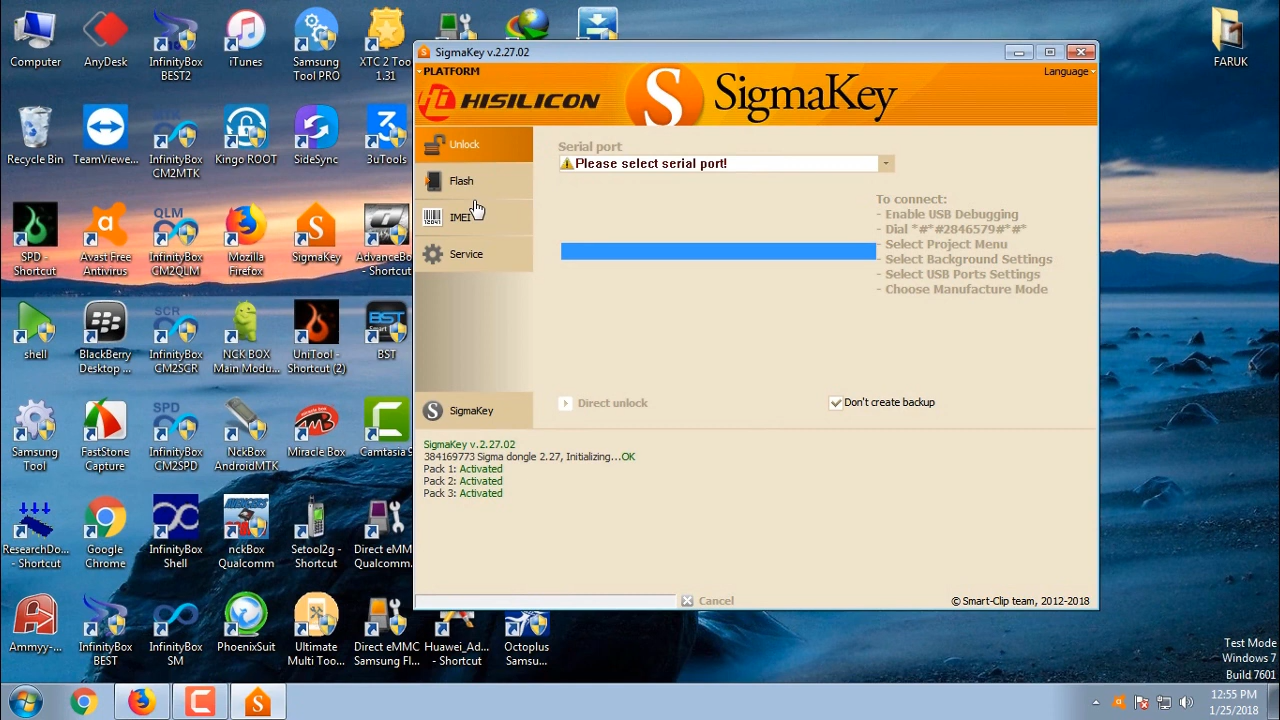 Computer
AnyDesk
InfinityBox
BEST2
iTunes
Samsung
Tool PRO
XTC 2 Too...
1.31
FARUK
Recycle Bin
TeamViewe...
InfinityBox
CM2MTK
Kingo ROOT
SideSync
3uTools
SPD -
Shortcut
Avast Free
Antivirus
QLM
InfinityBox
CM2QLM
Mozilla
Firefox
SigmaKey
AdvanceBo...
- Shortcut
shell
BlackBerry
Desktop ...
SCR
InfinityBox
CM2SCR
NCK BOX
Main Modu...
UniTool -
Shortcut (2)
BST
BST
Samsung
Tool
FastStone
Capture
SPD
InfinityBox
CM2SPD
NckBox
AndroidMTK
Miracle Box
Camtasia S
ResearchDo...
- Shortcut
Google
Chrome
InfinityBox
Shell
nckBox
Qualcomm
Setool2g -
Shortcut
Direct eMMC
Qualcomm...
Ammyy-...
InfinityBox
BEST
InfinityBox
SM
PhoenixSuit
Ultimate
Multi Too...
Direct eMMC
Samsung Fl...
Huawei_Ad...
- Shortcut
Octoplus
Samsu...
SigmaKey v.2.27.02
PLATFORM
Language
HISILICON
S
SigmaKey
Unlock
Flash
IMEI
Service
SigmaKey
Serial port
Please select serial port!
To connect:
- Enable USB Debugging
- Dial *#*#2846579#*#*
- Select Project Menu
- Select Background Settings
- Select USB Ports Settings
- Choose Manufacture Mode
Direct unlock
Don't create backup
SigmaKey v.2.27.02
384169773 Sigma dongle 2.27, Initializing...OK
Pack 1: Activated
Pack 2: Activated
Pack 3: Activated
Cancel
© Smart-Clip team, 2012-2018
Test Mode
Windows 7
Build 7601
12:55 PM
1/25/2018